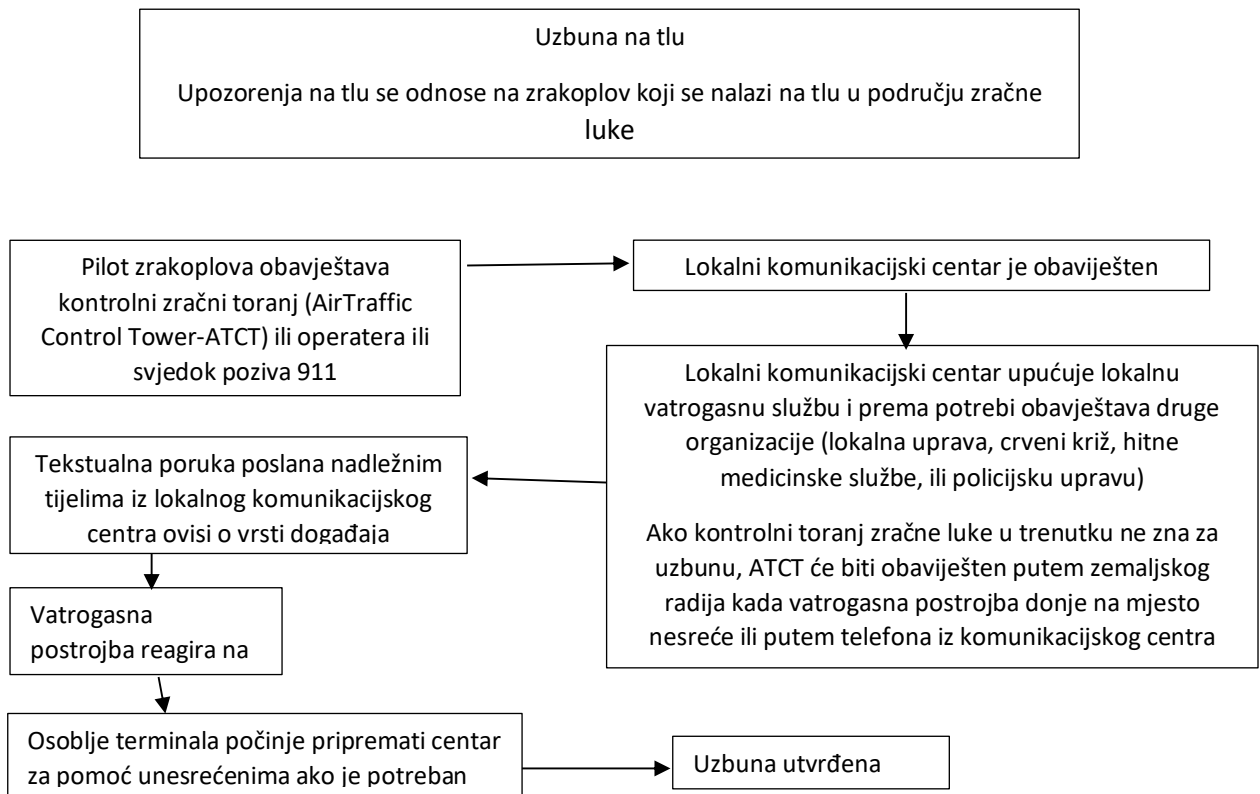 Uzbuna na tlu
Upozorenja na tlu se odnose na zrakoplov koji se nalazi na tlu u području zračne
luke
Pilot zrakoplova obavještava
kontrolni zračni toranj (AirTraffic
Control Tower-ATCT) ili operatera ili
svjedok poziva 911
Lokalni komunikacijski centar je obaviješten
Lokalni komunikacijski centar upućuje lokalnu
vatrogasnu službu i prema potrebi obavještava druge
organizacije (lokalna uprava, crveni križ, hitne
medicinske službe, ili policijsku upravu)
Ako kontrolni toranj zračne luke u trenutku ne zna za
uzbunu, ATCT će biti obaviješten putem zemaljskog
radija kada vatrogasna postrojba donje na mjesto
nesreće ili putem telefona iz komunikacijskog centra
Tekstualna poruka poslana nadležnim
tijelima iz lokalnog komunikacijskog
centra ovisi o vrsti događaja
Vatrogasna
postrojba reagira na
Osoblje terminala počinje pripremati centar
za pomoć unesrećenima ako je potreban
Uzbuna utvrđena